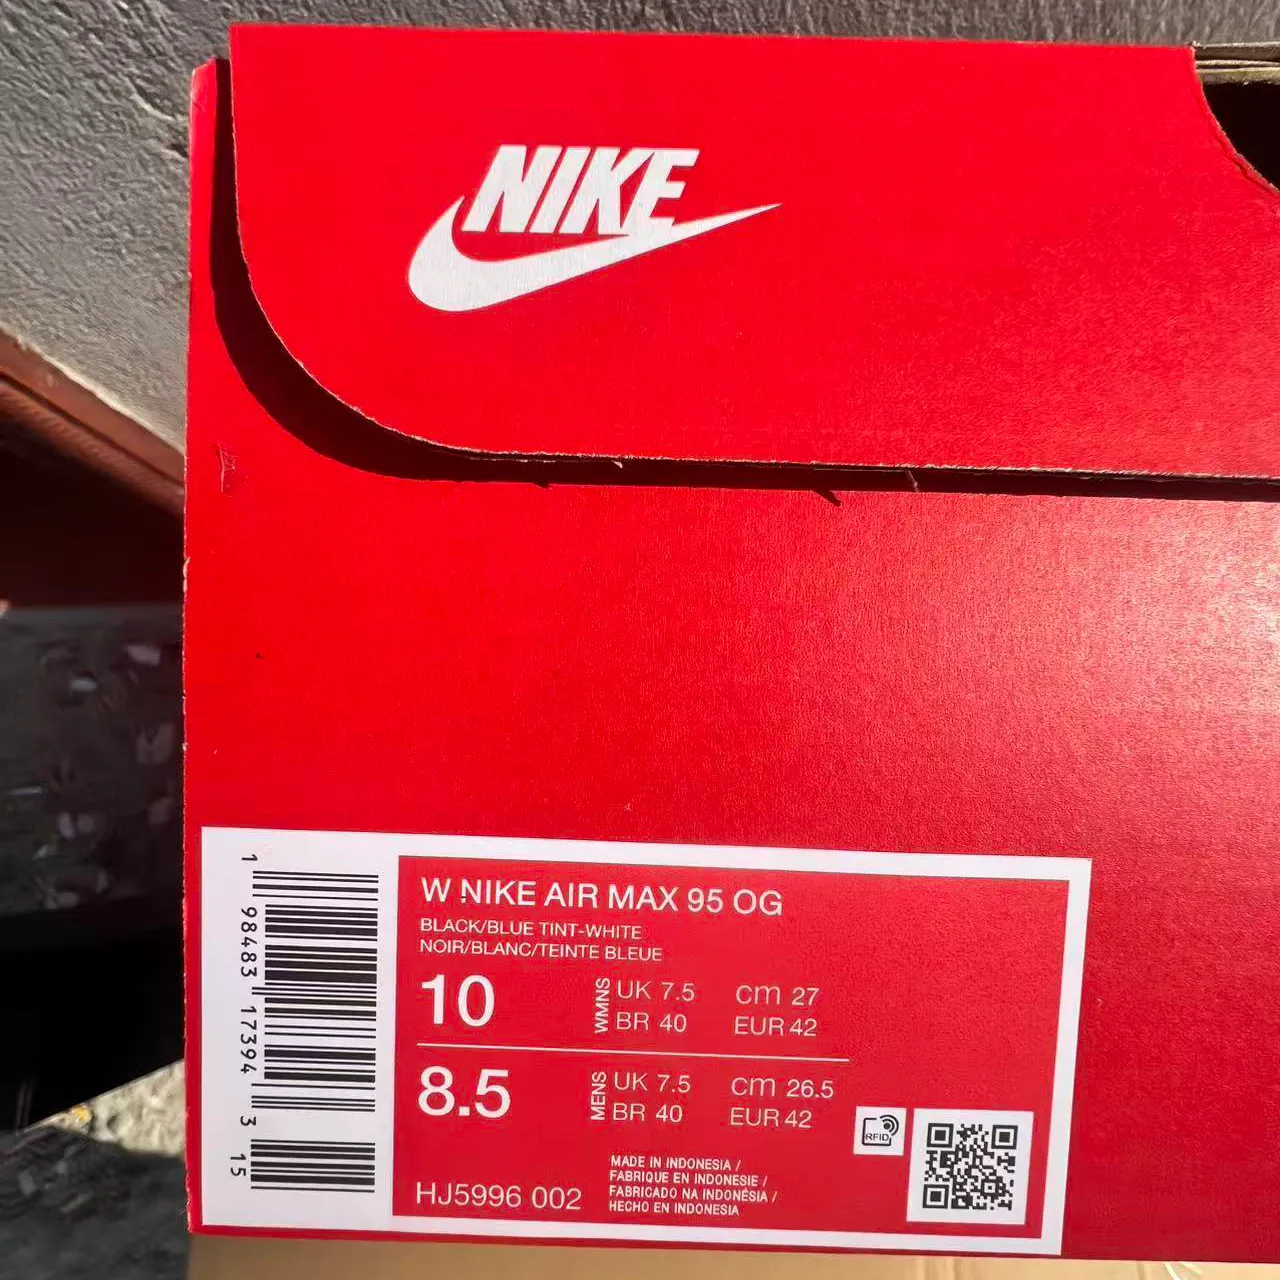 NIKE
W NIKE AIR MAX 95 OG
BLACK/BLUE TINT-WHITE
NOIR/BLANC/TEINTE BLEUE
10
WMNS
UK 7.5
cm 27
BR 40
EUR 42
8.5
MENS
UK 7.5
cm 26.5
BR 40
EUR 42
HJ5996 002
MADE IN INDONESIA /
FABRIQUE EN INDONESIE /
FABRICADO NA INDONÉSIA /
HECHO EN INDONESIA
RFID
1 98483 17394 3 15